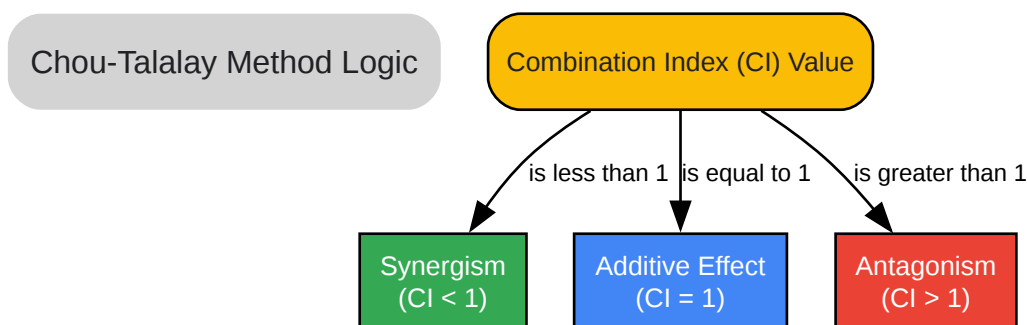 Chou-Talalay Method Logic
Combination Index (CI) Value
is less than 1
is equal to 1
is greater than 1
Synergism
(CI < 1)
Additive Effect
(CI = 1)
Antagonism
(CI > 1)